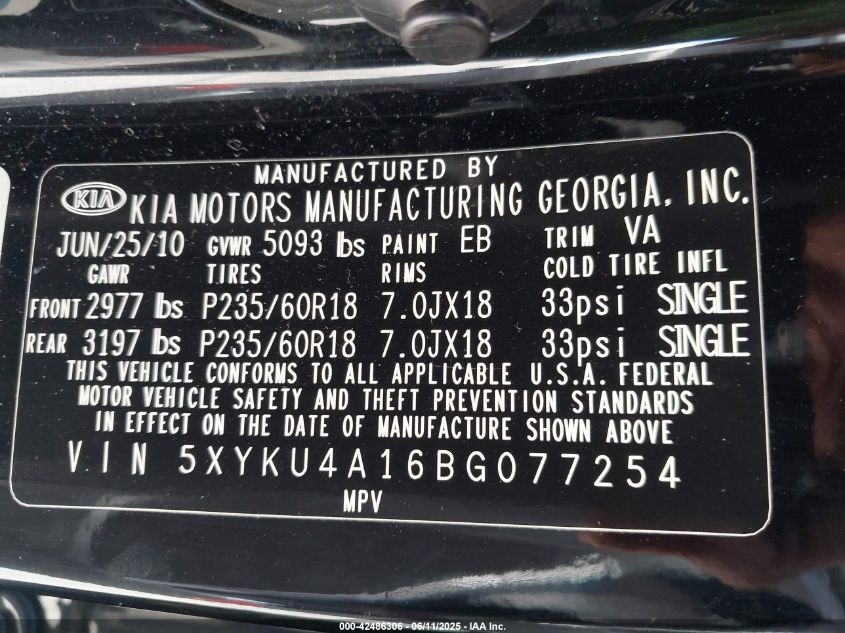 MANUFACTURED BY
KIA KIA MOTORS MANUFACTURING GEORGIA, INC.
JUN/25/10 GVWR 5093 lbs PAINT EB TRIM VA
GAWR TIRES RIMS COLD TIRE INFL
FRONT 2977 lbs P235/60R18 7.0JX18 33psi SINGLE
REAR 3197 lbs P235/60R18 7.0JX18 33psi SINGLE
THIS VEHICLE CONFORMS TO ALL APPLICABLE U.S.A. FEDERAL
MOTOR VEHICLE SAFETY AND THEFT PREVENTION STANDARDS
IN EFFECT ON THE DATE OF MANUFACTURE SHOWN ABOVE
VIN 5XYKU4A16BG077254
MPV
000-42486306 - 06/11/2025 - IAA Inc.